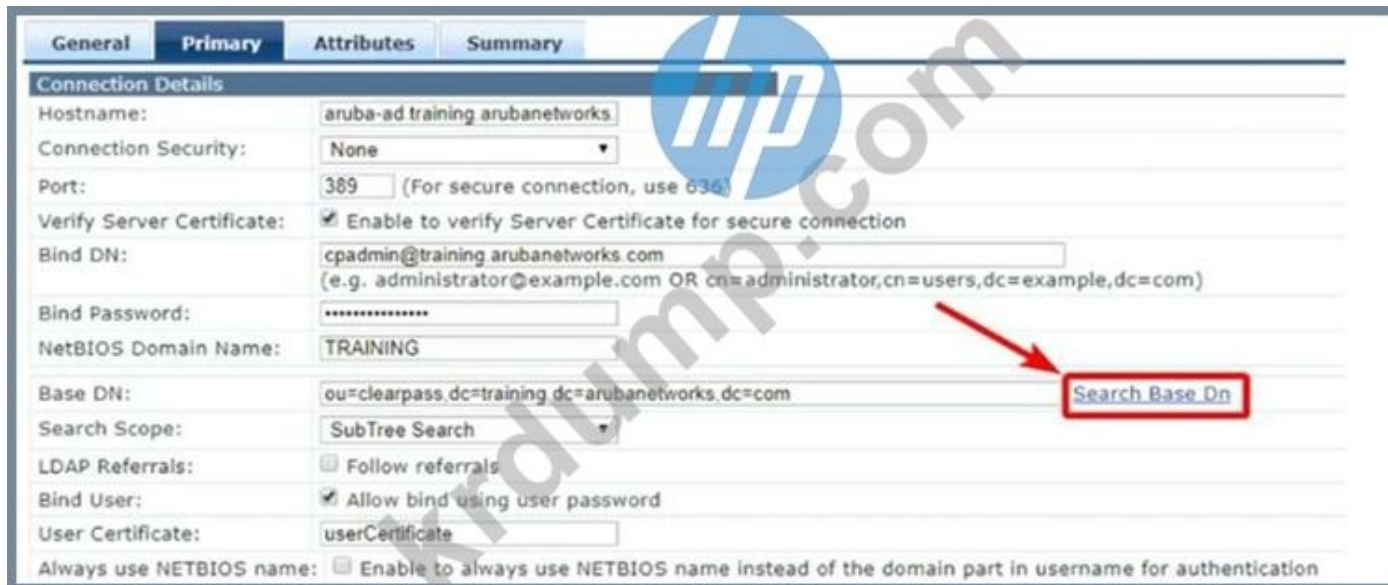 General Primary Attributes Summary
Connection Details
Hostname: aruba-ad.training.arubanetworks.
Connection Security: None
Port: 389 (For secure connection, use 636)
Verify Server Certificate: Enable to verify Server Certificate for secure connection
Bind DN: cpadmin@training.arubanetworks.com
(e.g. administrator@example.com OR cn=administrator,cn=users,dc=example,dc=com)
Bind Password: ••••••••••••••
NetBIOS Domain Name: TRAINING
Base DN: ou=clearpass,dc=training,dc=arubanetworks,dc=com Search Base Dn
Search Scope: SubTree Search
LDAP Referrals: Follow referrals
Bind User: Allow bind using user password
User Certificate: userCertificate
Always use NETBIOS name: Enable to always use NETBIOS name instead of the domain part in username for authentication
hp
krdump.com